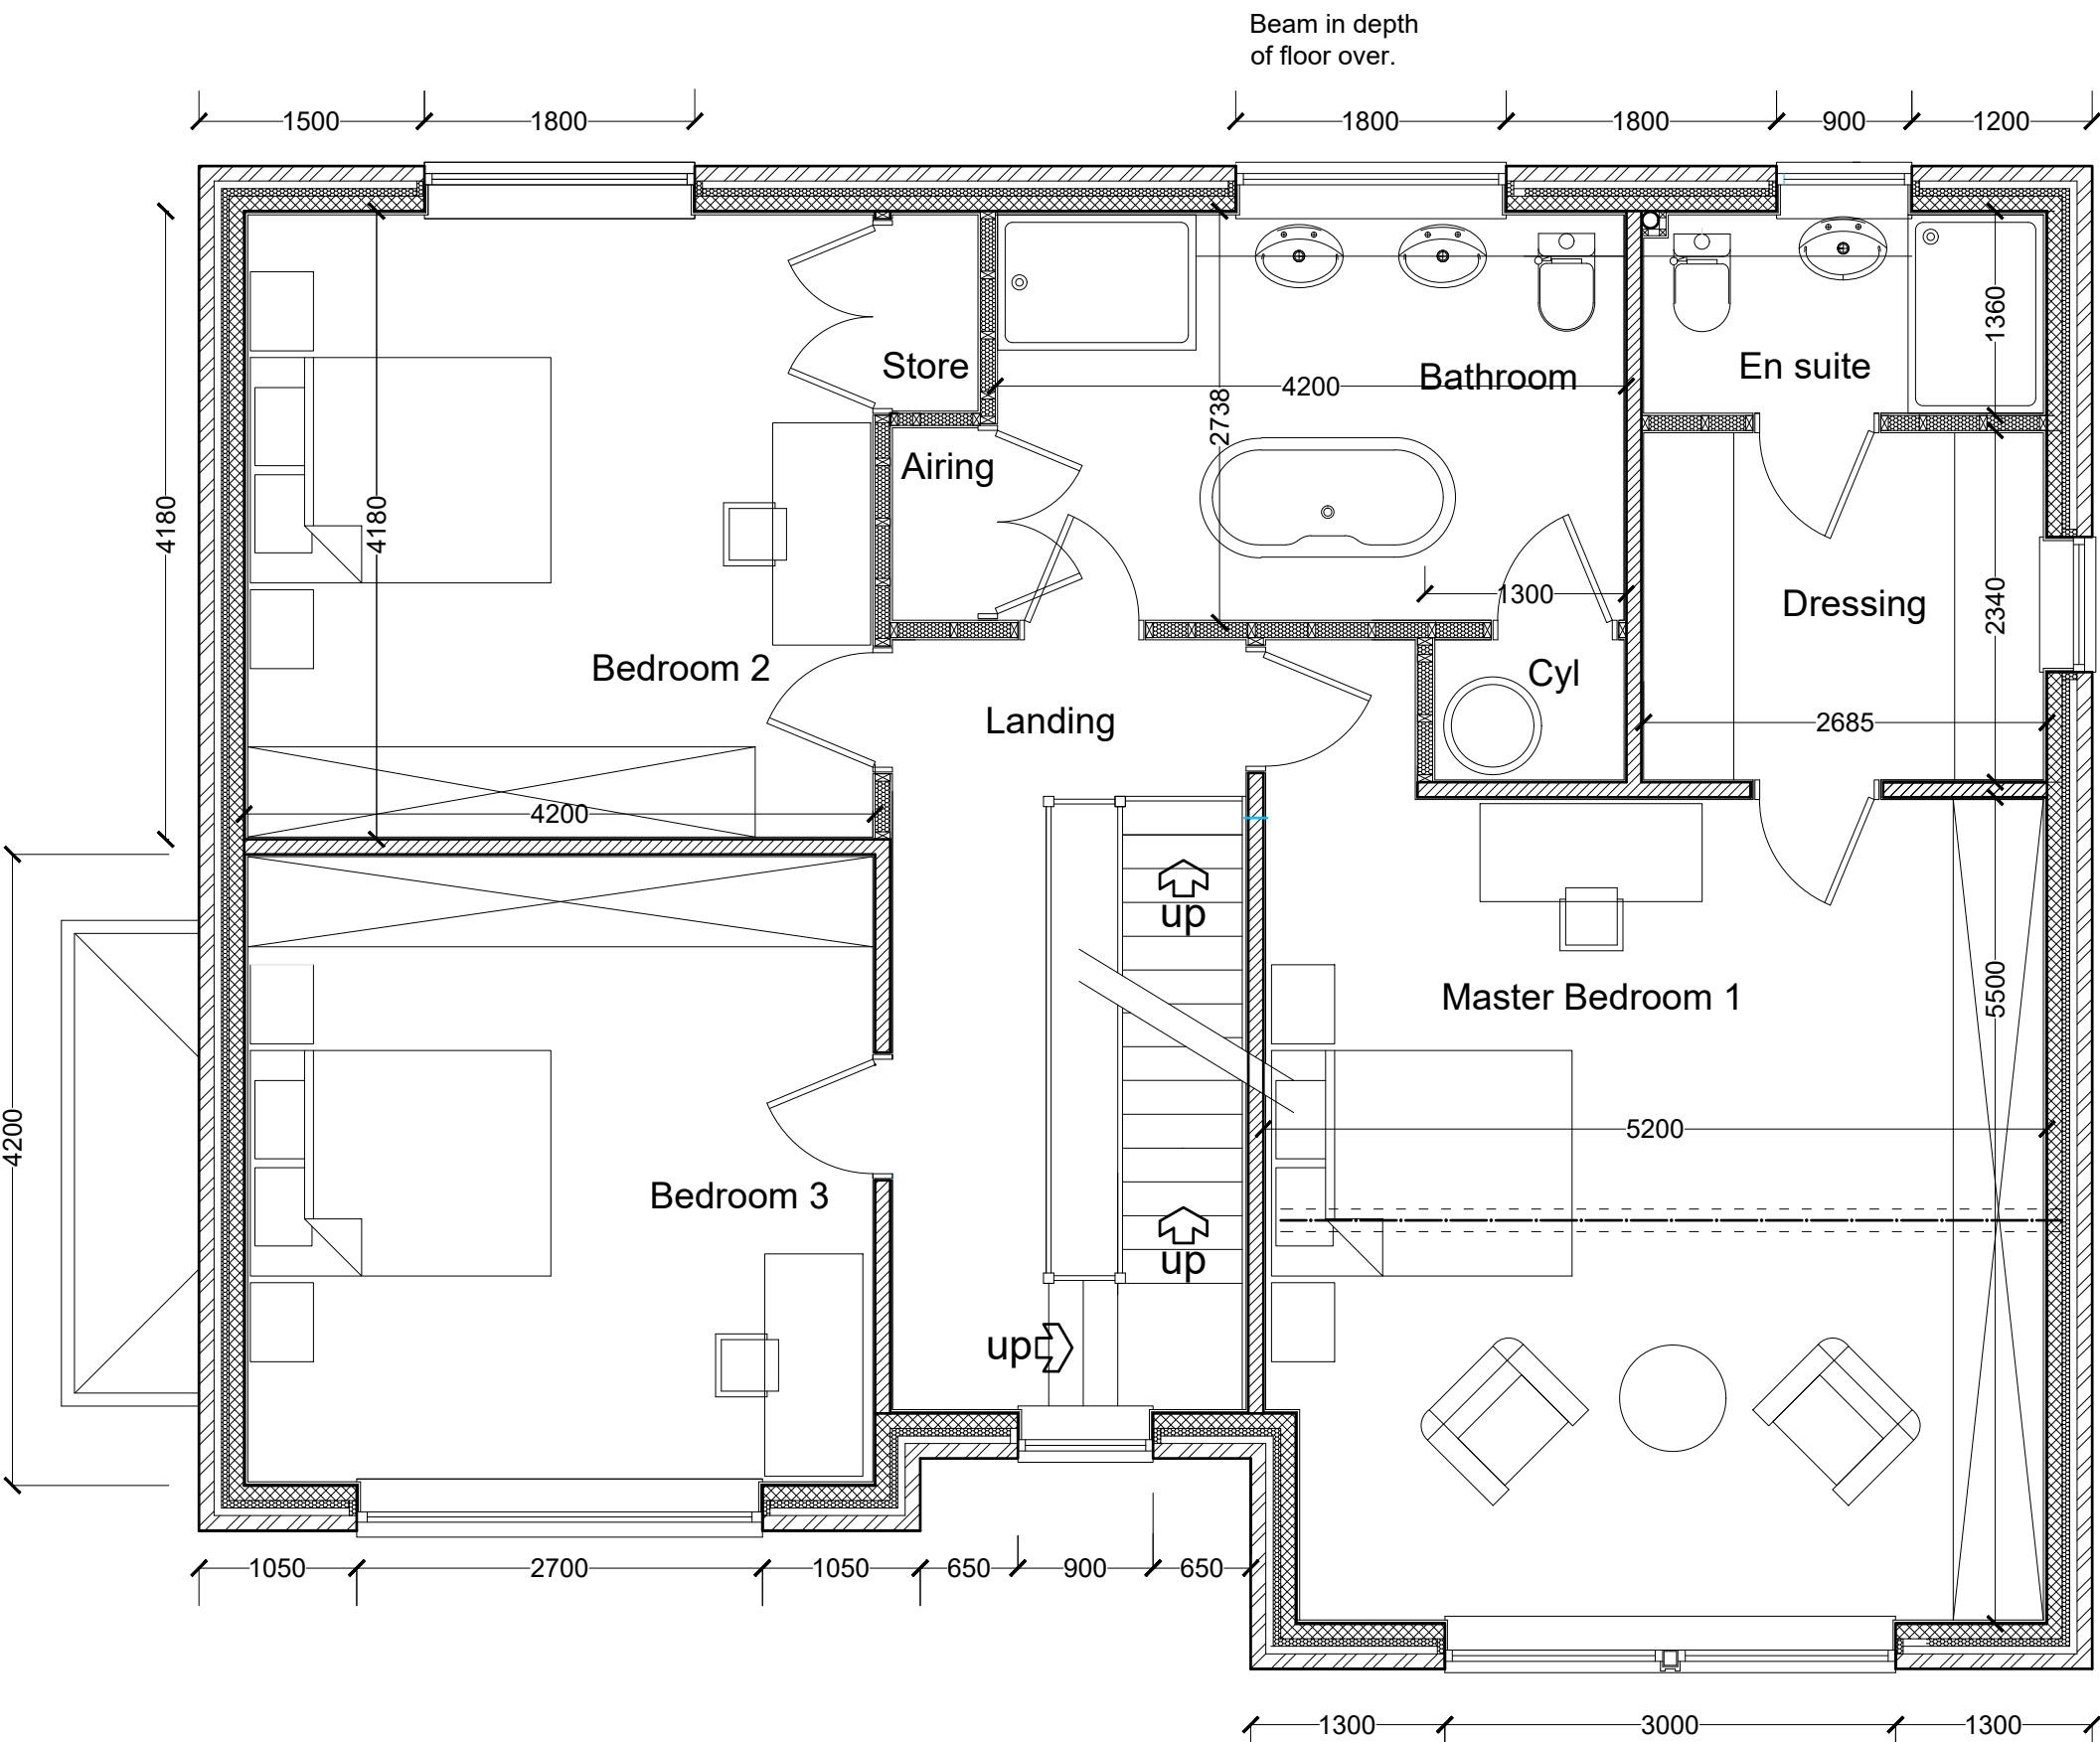 Beam in depth
of floor over.
1500
1800
1800
1800
900
1200
4180
4180
Store
4200
Bathroom
2738
En suite
1360
Airing
1300
Dressing
2340
Bedroom 2
Landing
Cyl
2685
4200
up
Master Bedroom 1
5500
4200
5200
Bedroom 3
up
up
1050
2700
1050
650
900
650
1300
3000
1300